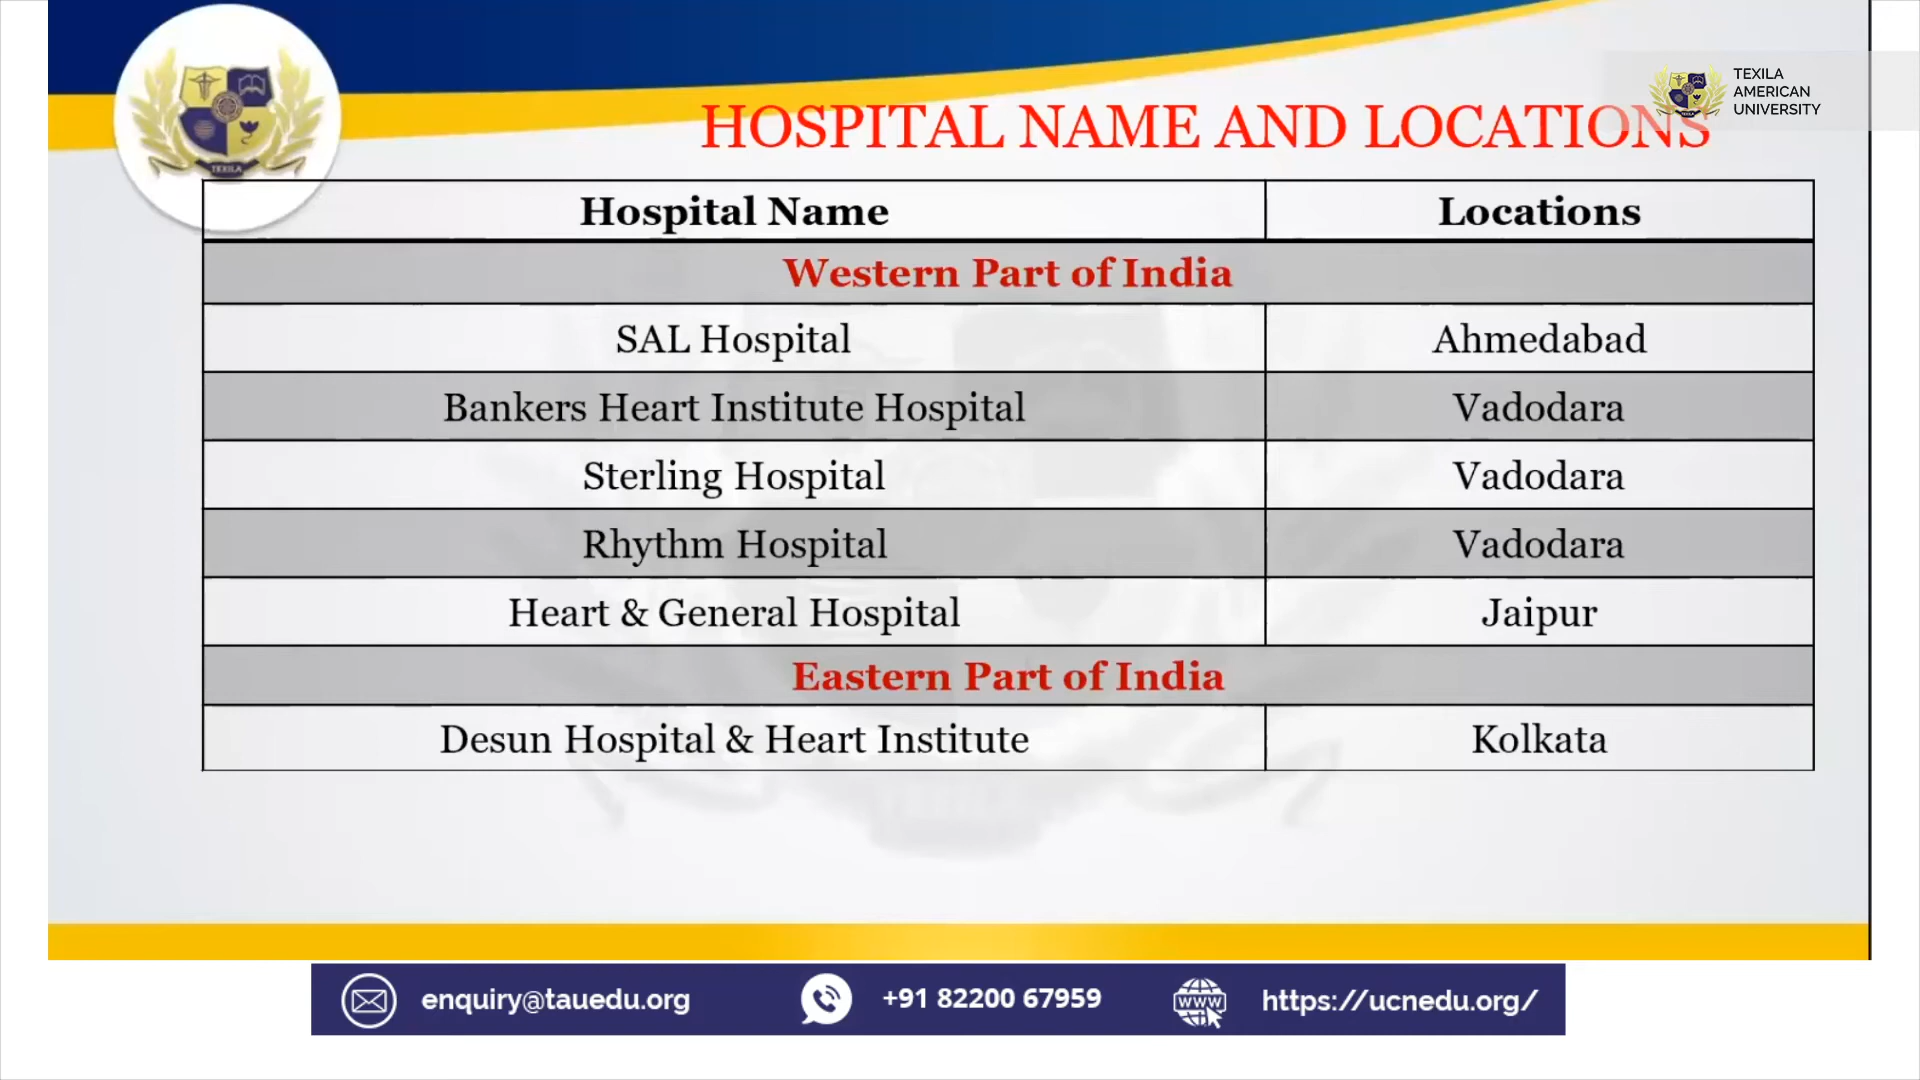 TEXILA
AMERICAN
UNIVERSITY
HOSPITAL NAME AND LOCATIONS
TEXILA
Hospital Name Locations
Western Part of India
SAL Hospital Ahmedabad
Bankers Heart Institute Hospital Vadodara
Sterling Hospital Vadodara
Rhythm Hospital Vadodara
Heart & General Hospital Jaipur
Eastern Part of India
Desun Hospital & Heart Institute Kolkata
enquiry@tauedu.org +91 82200 67959 WWW https://ucnedu.org/